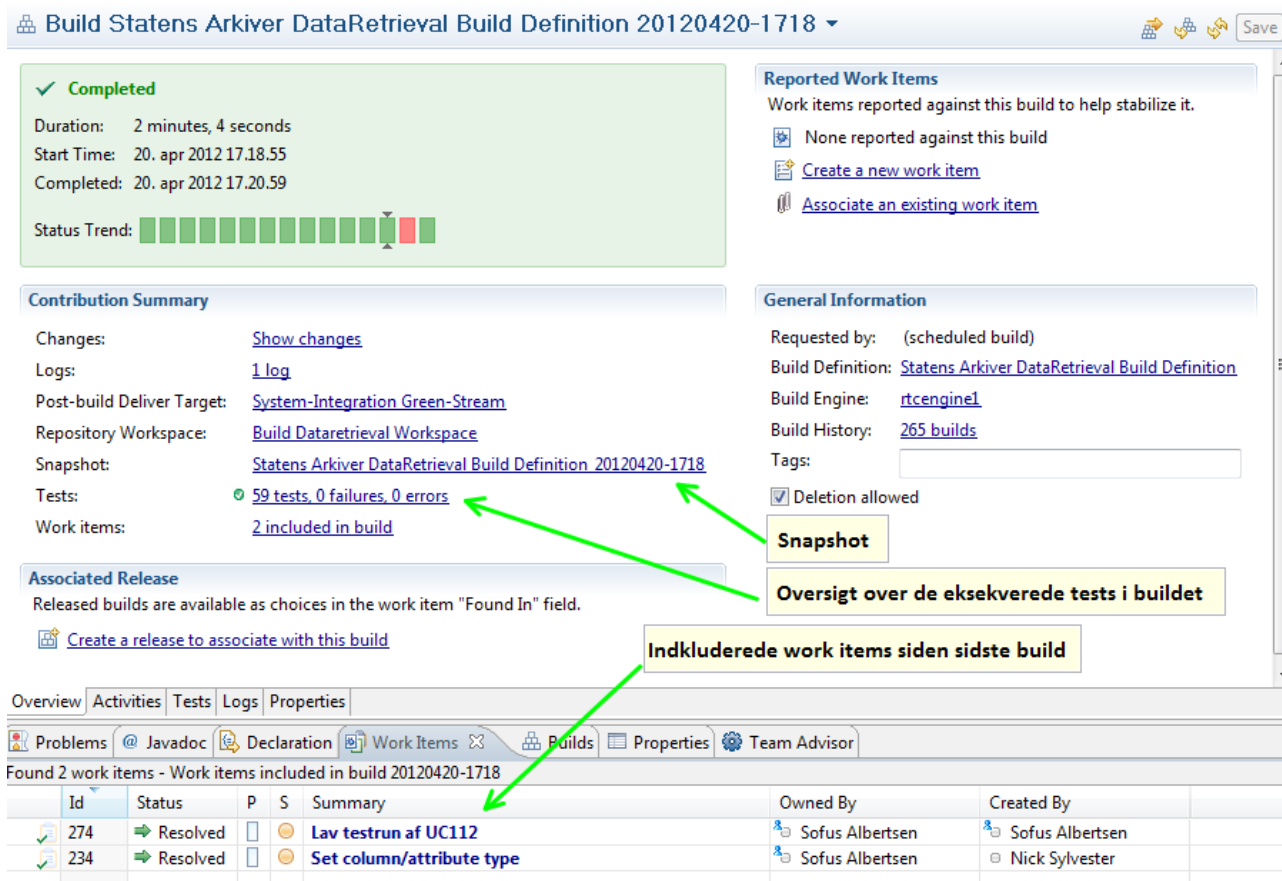 Build Statens Arkiver DataRetrieval Build Definition 20120420-1718
Save
Completed
Duration: 2 minutes, 4 seconds
Start Time: 20. apr 2012 17.18.55
Completed: 20. apr 2012 17.20.59
Status Trend:
Reported Work Items
Work items reported against this build to help stabilize it.
None reported against this build
Create a new work item
Associate an existing work item
Contribution Summary
Changes: Show changes
Logs: 1 log
Post-build Deliver Target: System-Integration Green-Stream
Repository Workspace: Build Dataretrieval Workspace
Snapshot: Statens Arkiver DataRetrieval Build Definition 20120420-1718
Tests: 59 tests, 0 failures, 0 errors
Work items: 2 included in build
General Information
Requested by: (scheduled build)
Build Definition: Statens Arkiver DataRetrieval Build Definition
Build Engine: rtcengine1
Build History: 265 builds
Tags:
Deletion allowed
Snapshot
Oversigt over de eksekverede tests i buildet
Associated Release
Released builds are available as choices in the work item "Found In" field.
Create a release to associate with this build
Indkluderede work items siden sidste build
Overview Activities Tests Logs Properties
Problems @ Javadoc Declaration Work Items Builds Properties Team Advisor
Found 2 work items - Work items included in build 20120420-1718
Id Status P S Summary Owned By Created By
274 Resolved Lav testrun af UC112 Sofus Albertsen Sofus Albertsen
234 Resolved Set column/attribute type Sofus Albertsen Nick Sylvester